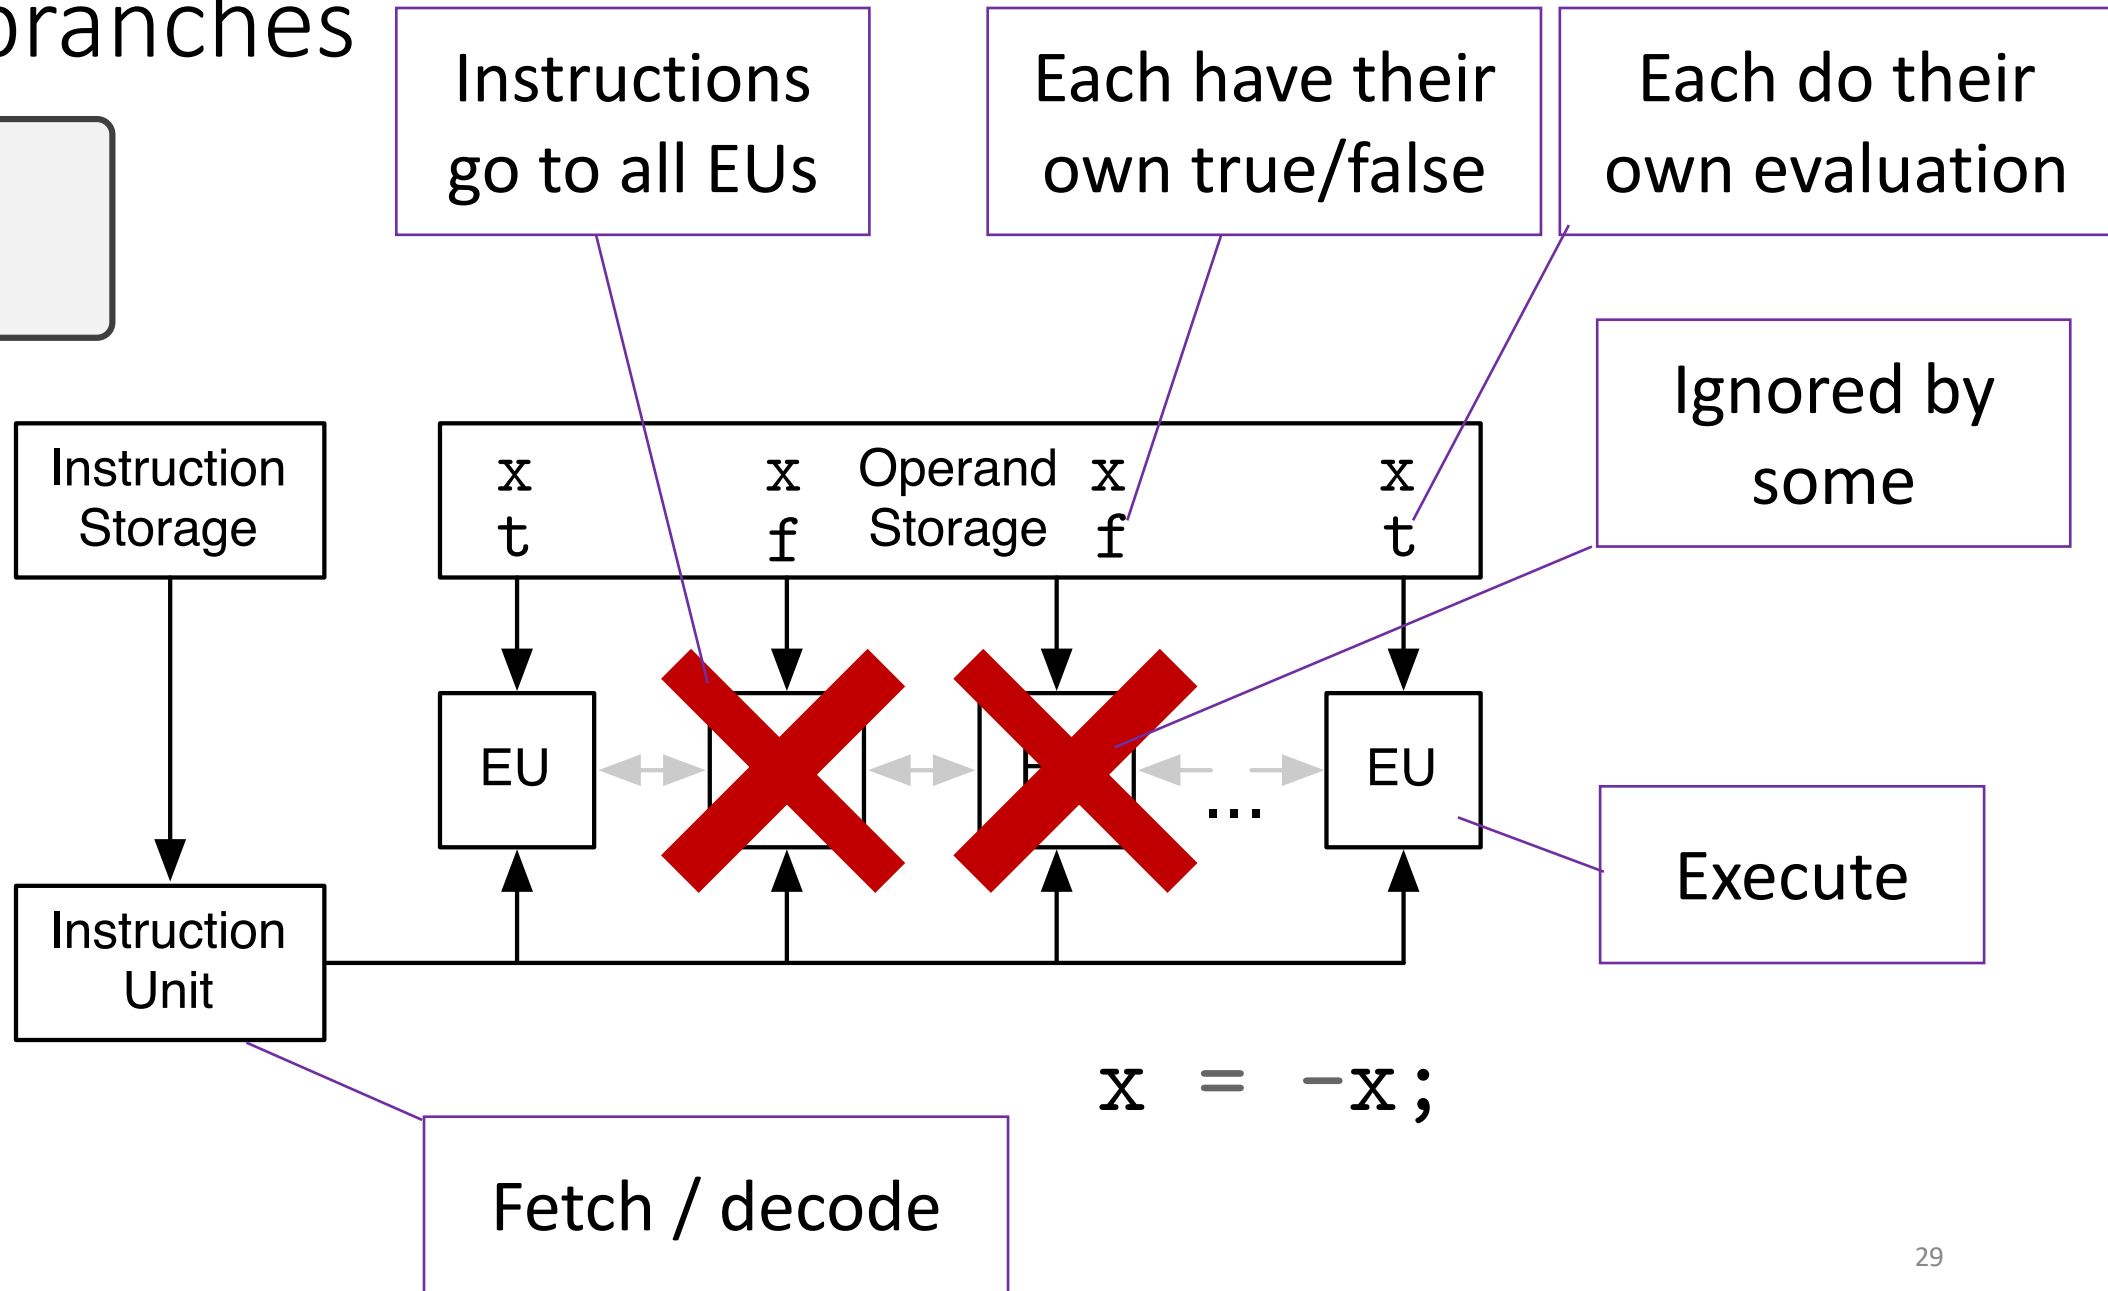 branches
Instructions
go to all EUs
Each have their
own true/false
Each do their
own evaluation
Ignored by
some
Instruction
Storage
x x Operand x x
t f Storage f t
EU
EU
...
Execute
Instruction
Unit
x = -x;
Fetch / decode
29